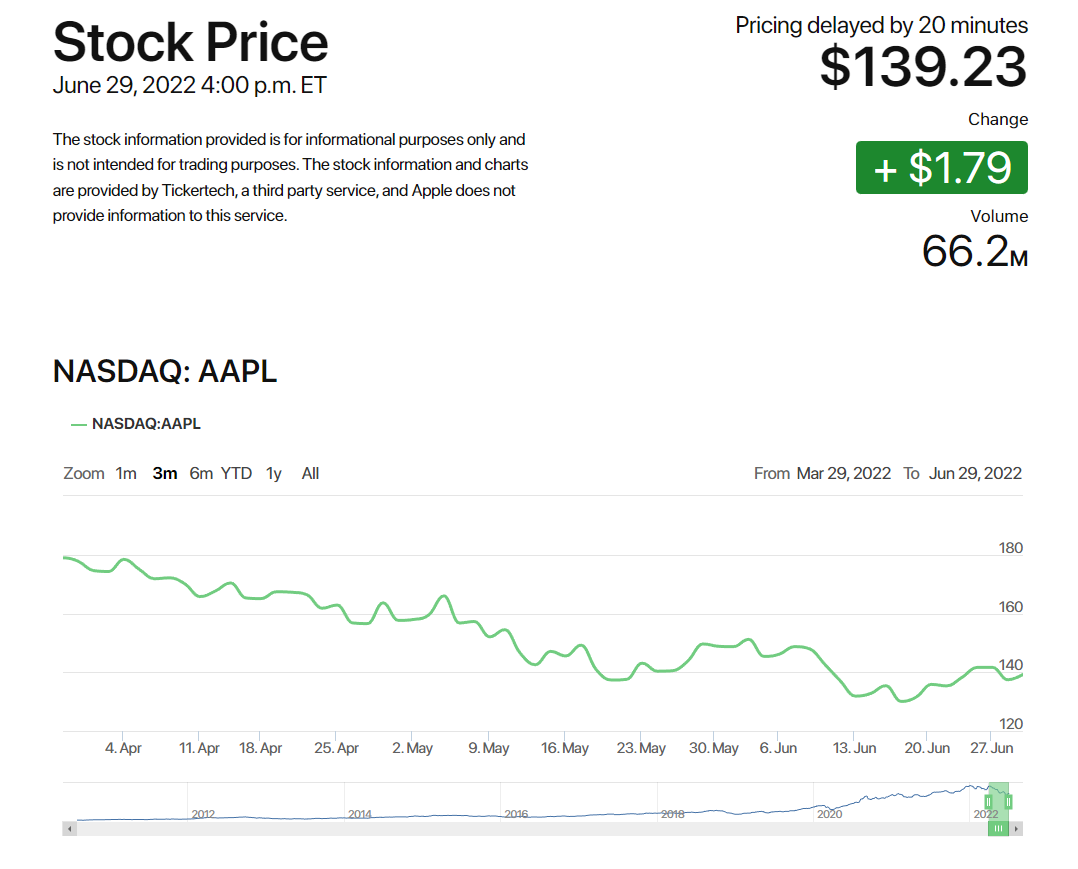 Stock Price
June 29, 2022 4:00 p.m. ET
The stock information provided is for informational purposes only and
is not intended for trading purposes. The stock information and charts
are provided by Tickertech, a third party service, and Apple does not
provide information to this service.
Pricing delayed by 20 minutes
$139.23
Change
+ $1.79
Volume
66.2M
NASDAQ: AAPL
NASDAQ:AAPL
Zoom 1m 3m 6m YTD 1y All
From Mar 29, 2022 To Jun 29, 2022
180
160
140
120
4. Apr 11. Apr 18. Apr 25. Apr 2. May 9. May 16. May 23. May 30. May 6. Jun 13. Jun 20. Jun 27. Jun
2012 2014 2016 2018 2020 2022